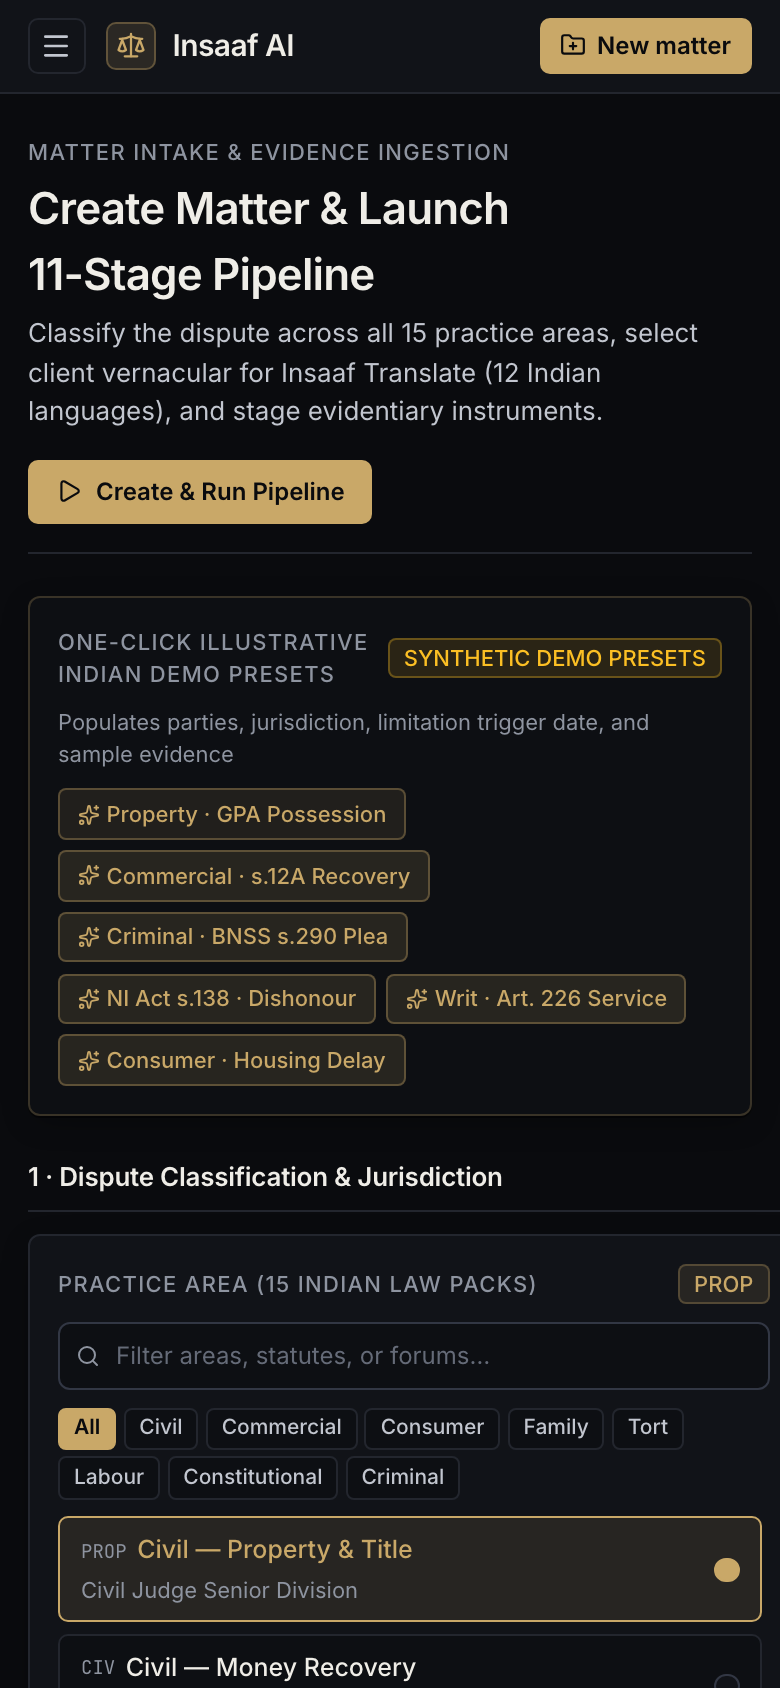 Insaaf AI
New matter
MATTER INTAKE & EVIDENCE INGESTION
Create Matter & Launch
11-Stage Pipeline
Classify the dispute across all 15 practice areas, select
client vernacular for Insaaf Translate (12 Indian
languages), and stage evidentiary instruments.
Create & Run Pipeline
ONE-CLICK ILLUSTRATIVE
INDIAN DEMO PRESETS
SYNTHETIC DEMO PRESETS
Populates parties, jurisdiction, limitation trigger date, and
sample evidence
Property · GPA Possession
Commercial · s.12A Recovery
Criminal · BNSS s.290 Plea
NI Act s.138 · Dishonour
Writ · Art. 226 Service
Consumer · Housing Delay
1 · Dispute Classification & Jurisdiction
PRACTICE AREA (15 INDIAN LAW PACKS)
PROP
Filter areas, statutes, or forums...
All Civil Commercial Consumer Family Tort
Labour Constitutional Criminal
PROP Civil — Property & Title
Civil Judge Senior Division
CIV Civil — Money Recovery